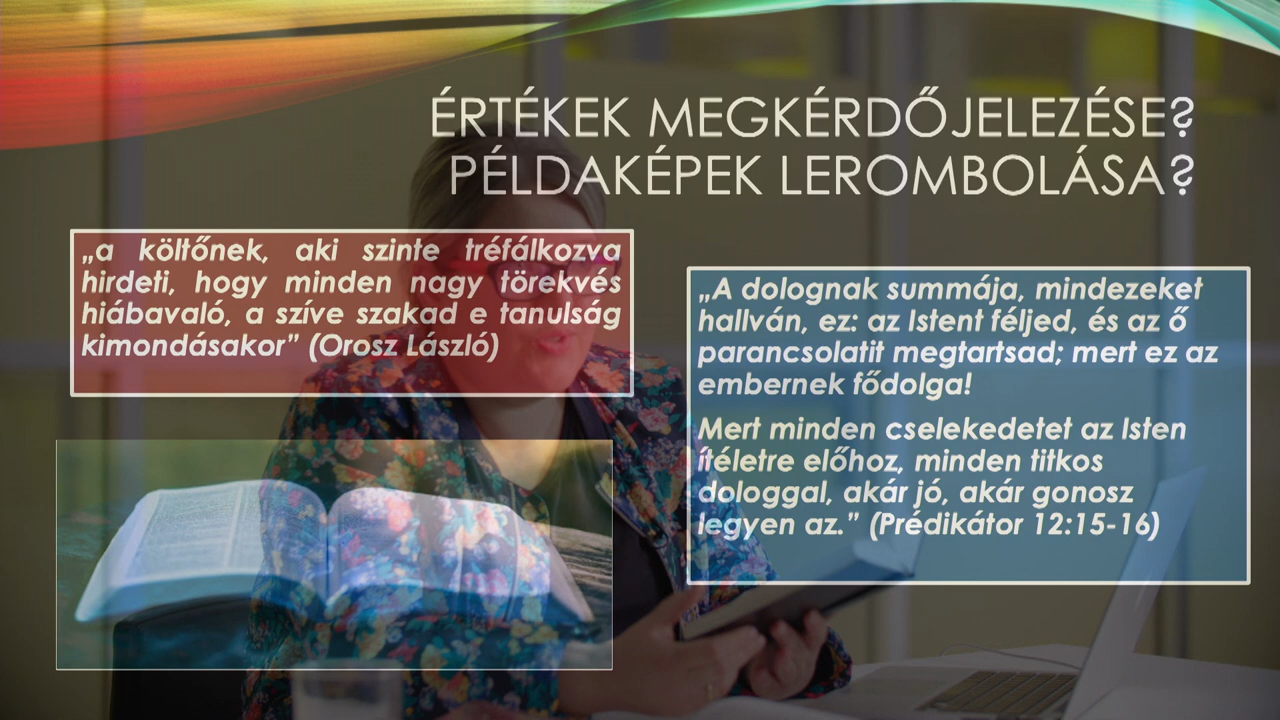 ÉRTÉKEK MEGKÉRDŐJELEZÉSE?
PÉLDAKÉPEK LEROMBOLÁSA?
„a költőnek, aki szinte tréfálkozva
hirdeti, hogy minden nagy törekvés
hiábavaló, a szíve szakad e tanulság
kimondásakor” (Orosz László)
„A dolognak summája, mindezeket
hallván, ez: az Istent féljed, és az ő
parancsolatit megtartsad; mert ez az
embernek fődolga!
Mert minden cselekedetet az Isten
ítéletre előhoz, minden titkos
dologgal, akár jó, akár gonosz
legyen az.” (Prédikátor 12:15-16)